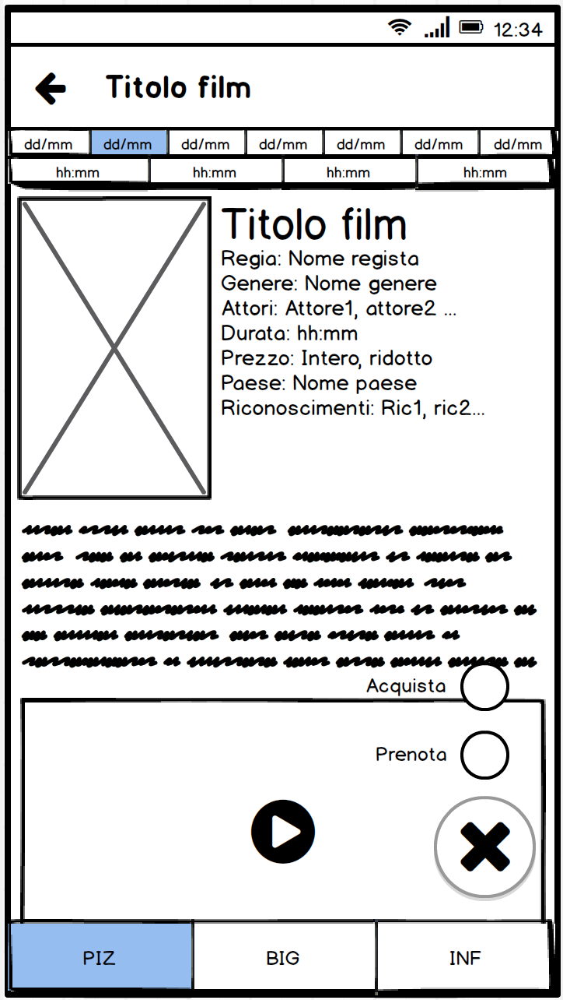 12:34
Titolo film
dd/mm dd/mm dd/mm dd/mm dd/mm dd/mm dd/mm
hh:mm hh:mm hh:mm hh:mm
Titolo film
Regia: Nome regista
Genere: Nome genere
Attori: Attore1, attore2 ...
Durata: hh:mm
Prezzo: Intero, ridotto
Paese: Nome paese
Riconoscimenti: Ric1, ric2...
Acquista
Prenota
PIZ BIG INF